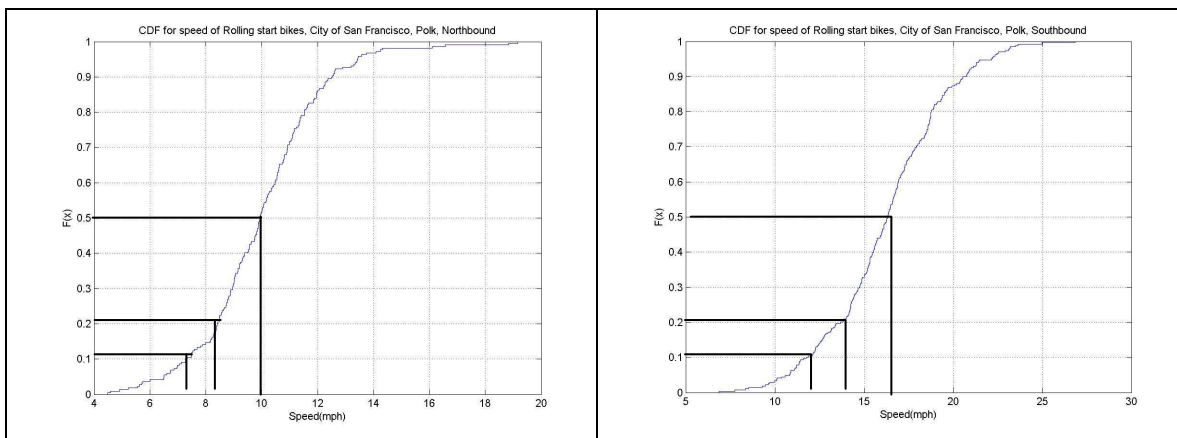 CDF for speed of Rolling start bikes, City of San Francisco, Polk, Northbound
1
0.9
0.8
0.7
0.6
0.5
0.4
0.3
0.2
0.1
0
F(x)
4 6 8 10 12 14 16 18 20
Speed(mph)
CDF for speed of Rolling start bikes, City of San Francisco, Polk, Southbound
1
0.9
0.8
0.7
0.6
0.5
0.4
0.3
0.2
0.1
0
F(x)
5 10 15 20 25 30
Speed(mph)